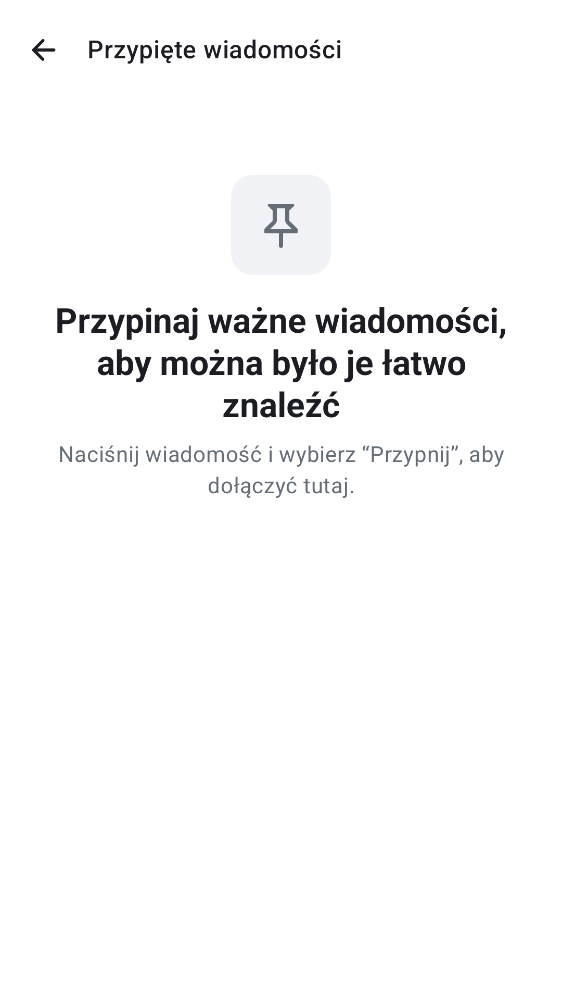 Przypięte wiadomości
Przypinaj ważne wiadomości,
aby można było je łatwo
znaleźć
Naciśnij wiadomość i wybierz “Przypnij”, aby
dołączyć tutaj.